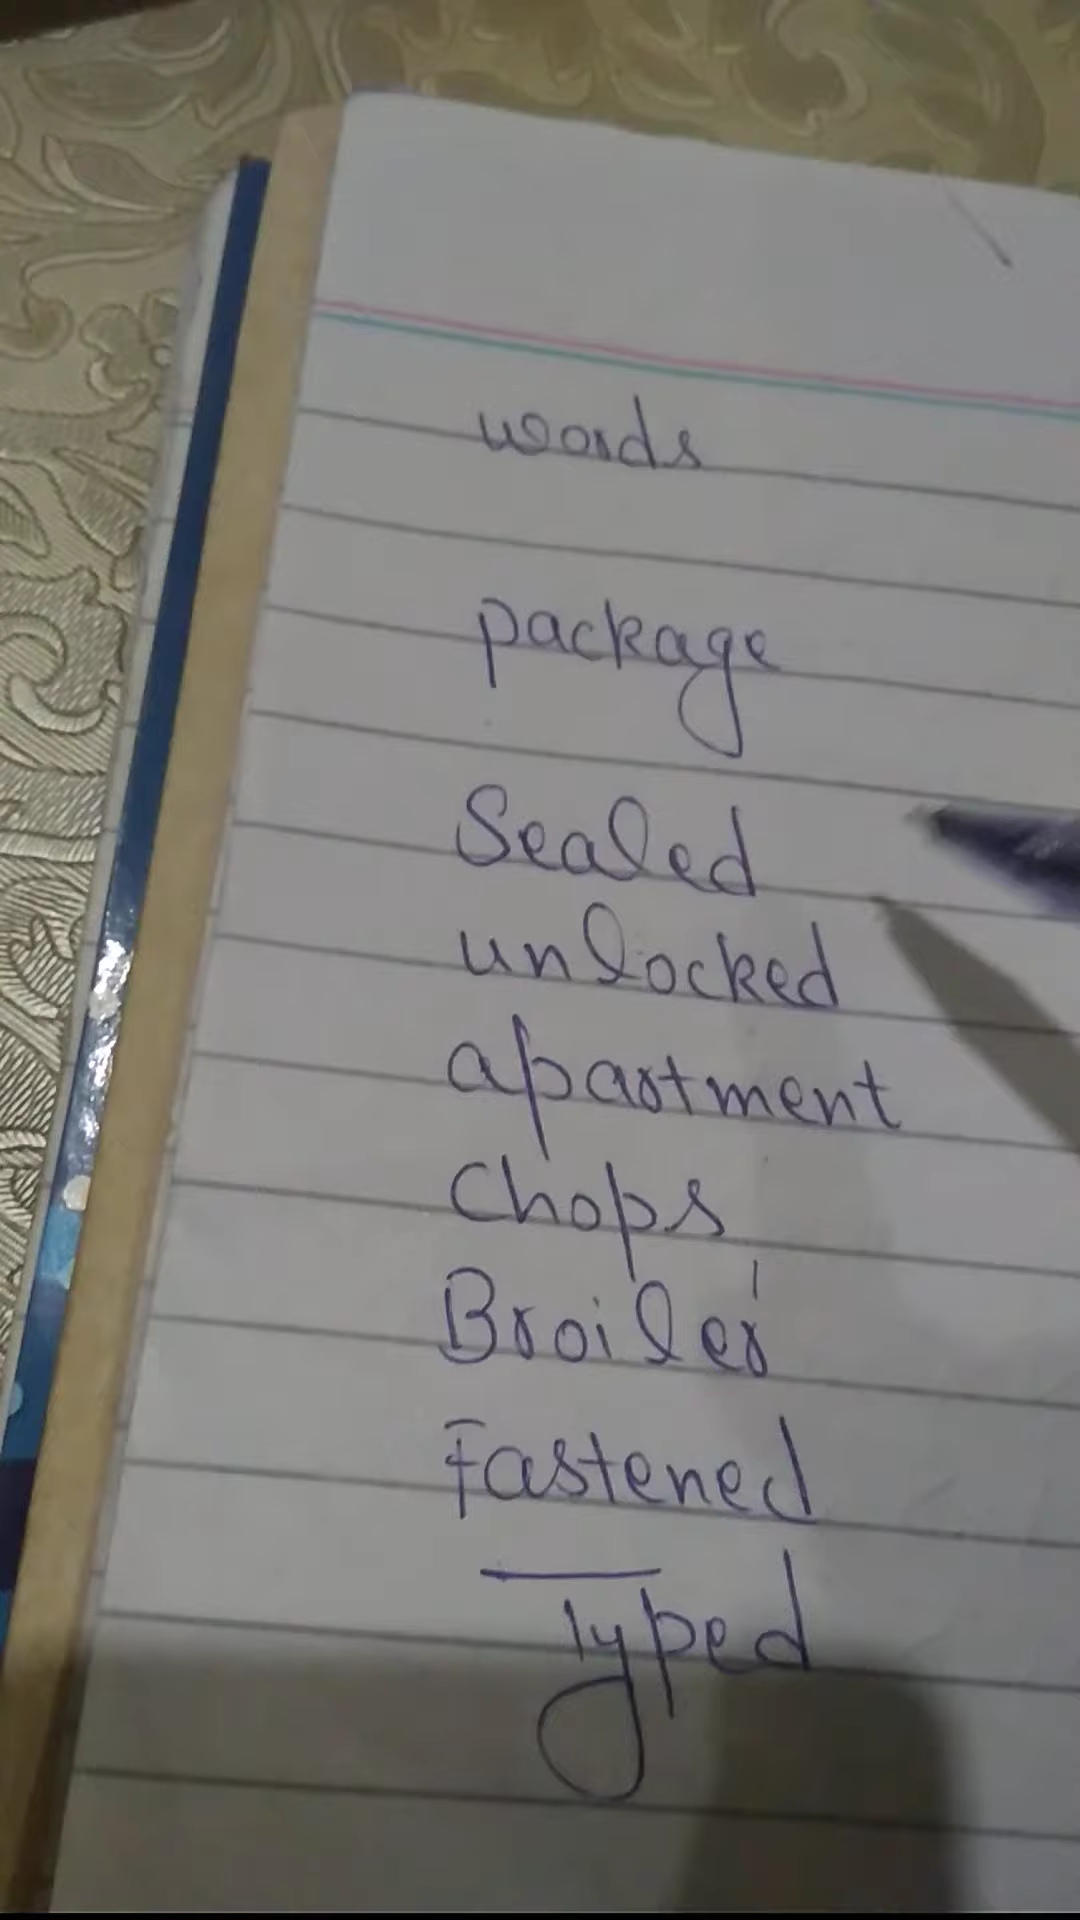 words
package
Sealed
unlocked
apartment
Chops
Broiler
Fastened
Typed